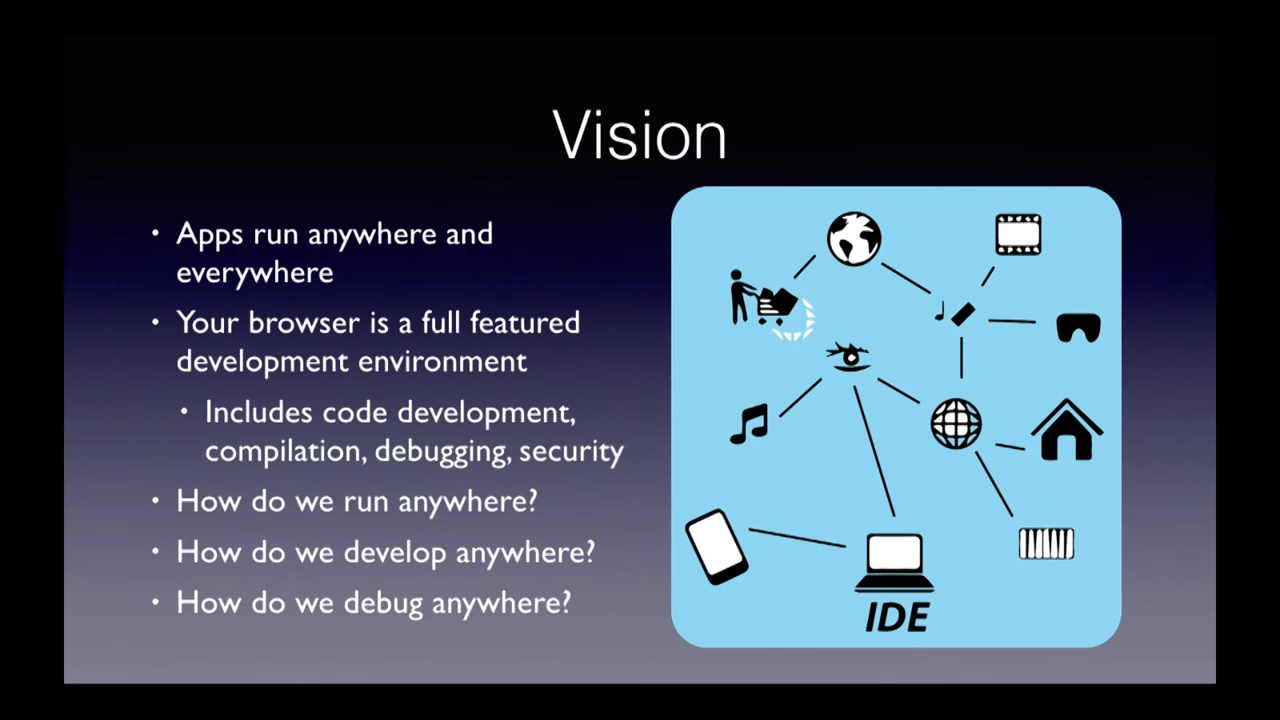 Vision
• Apps run anywhere and
everywhere
• Your browser is a full featured
development environment
• Includes code development,
compilation, debugging, security
• How do we run anywhere?
• How do we develop anywhere?
• How do we debug anywhere?
IDE